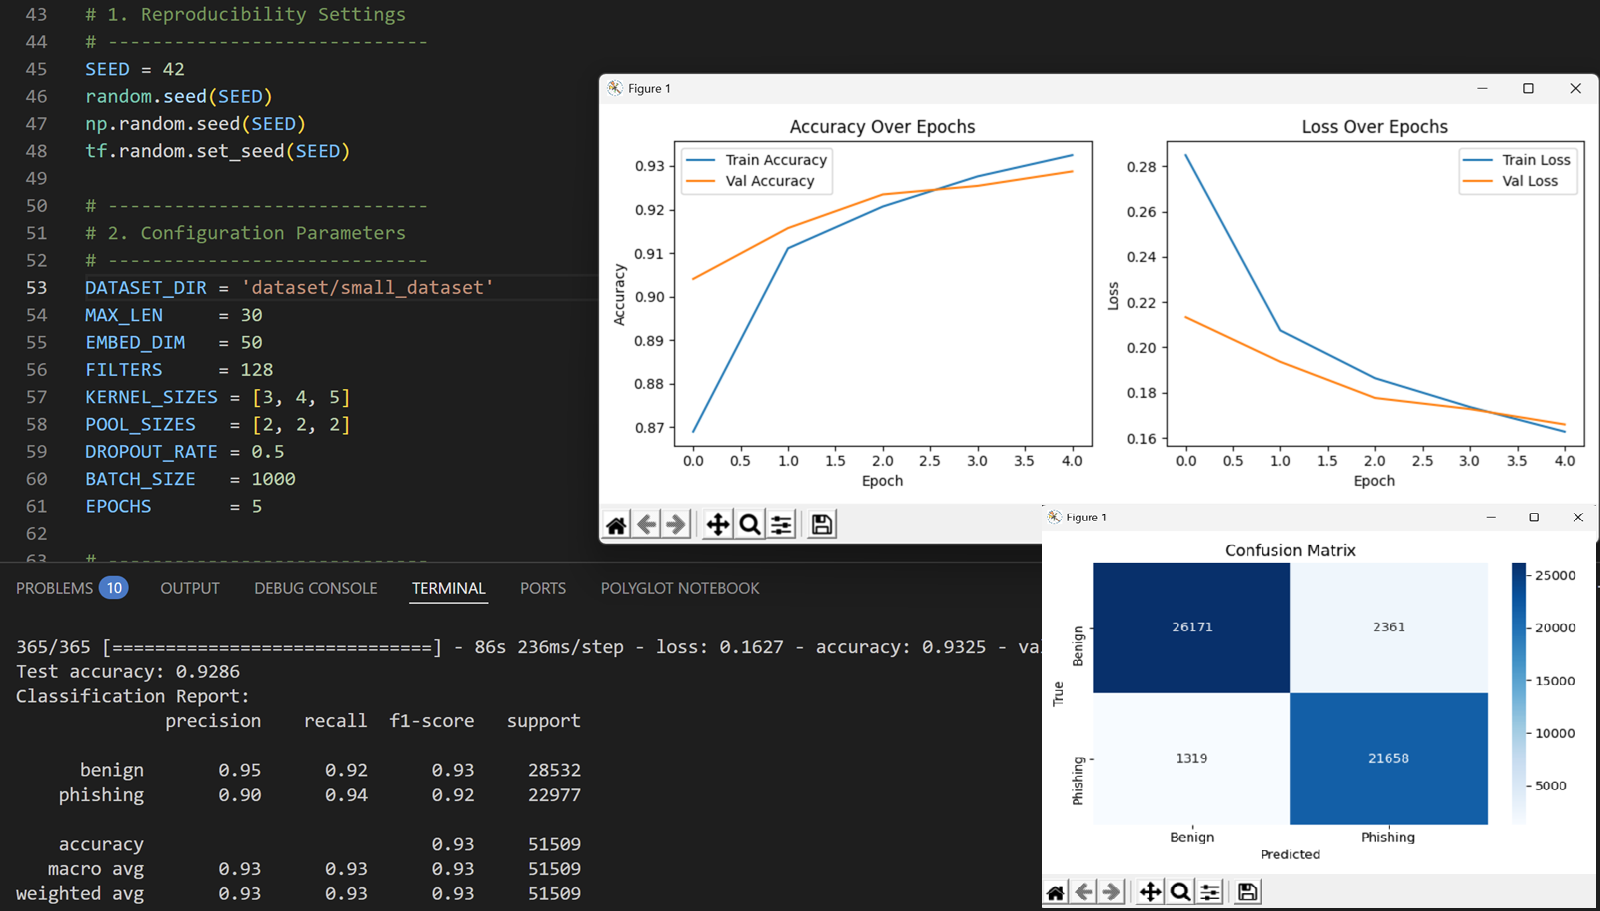 43 # 1. Reproducibility Settings
44 # -----------------------------
45 SEED = 42
46 random.seed(SEED)
47 np.random.seed(SEED)
48 tf.random.set_seed(SEED)
49
50 # -----------------------------
51 # 2. Configuration Parameters
52 # -----------------------------
53 DATASET_DIR = 'dataset/small_dataset'
54 MAX_LEN = 30
55 EMBED_DIM = 50
56 FILTERS = 128
57 KERNEL_SIZES = [3, 4, 5]
58 POOL_SIZES = [2, 2, 2]
59 DROPOUT_RATE = 0.5
60 BATCH_SIZE = 1000
61 EPOCHS = 5
62
63 # -----------------------------
Figure 1
Accuracy Over Epochs
Train Accuracy
Val Accuracy
0.93
0.92
0.91
0.90
0.89
0.88
0.87
Accuracy
0.0 0.5 1.0 1.5 2.0 2.5 3.0 3.5 4.0
Epoch
Loss Over Epochs
Train Loss
Val Loss
0.28
0.26
0.24
0.22
0.20
0.18
0.16
Loss
0.0 0.5 1.0 1.5 2.0 2.5 3.0 3.5 4.0
Epoch
PROBLEMS 10 OUTPUT DEBUG CONSOLE TERMINAL PORTS POLYGLOT NOTEBOOK
365/365 [==============================] - 86s 236ms/step - loss: 0.1627 - accuracy: 0.9325 - va
Test accuracy: 0.9286
Classification Report:
precision recall f1-score support
benign 0.95 0.92 0.93 28532
phishing 0.90 0.94 0.92 22977
accuracy 0.93 51509
macro avg 0.93 0.93 0.93 51509
weighted avg 0.93 0.93 0.93 51509
Figure 1
Confusion Matrix
26171 2361
1319 21658
True
Benign
Phishing
Benign Phishing
Predicted
25000
20000
15000
10000
5000